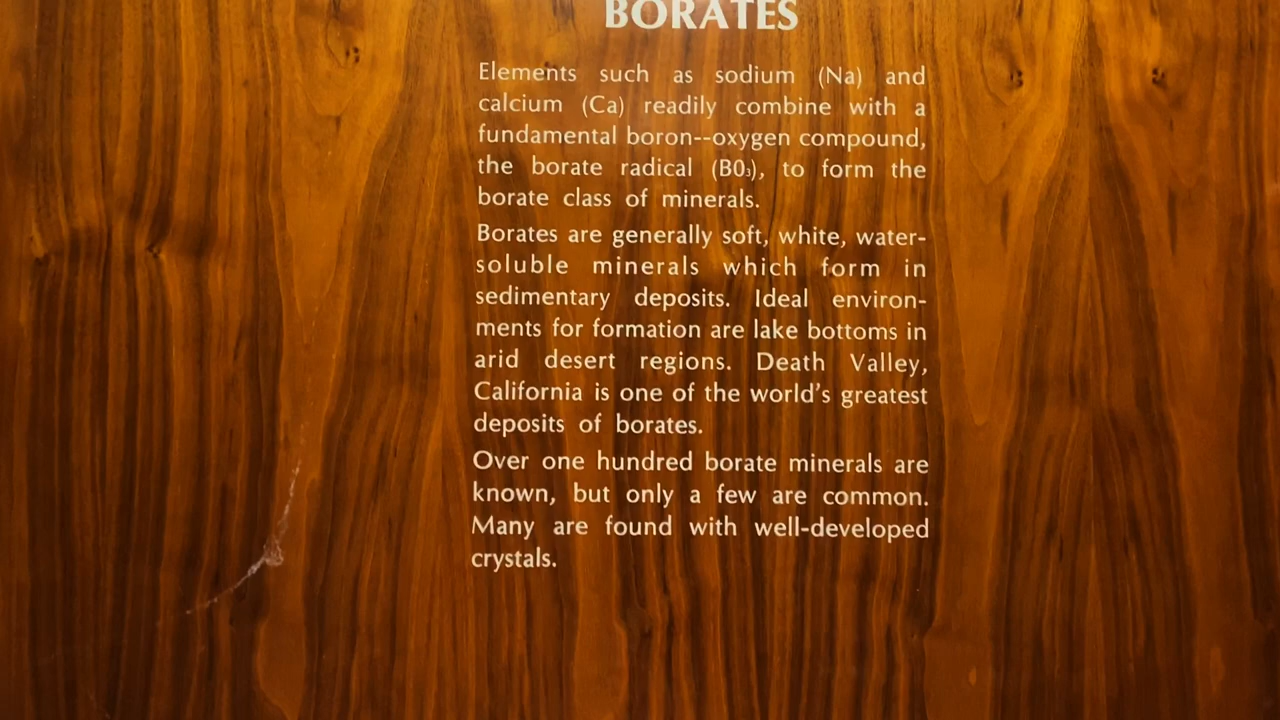 BORATES
Elements such as sodium (Na) and
calcium (Ca) readily combine with a
fundamental boron--oxygen compound,
the borate radical (B0₃), to form the
borate class of minerals.
Borates are generally soft, white, water-
soluble minerals which form in
sedimentary deposits. Ideal environ-
ments for formation are lake bottoms in
arid desert regions. Death Valley,
California is one of the world's greatest
deposits of borates.
Over one hundred borate minerals are
known, but only a few are common.
Many are found with well-developed
crystals.